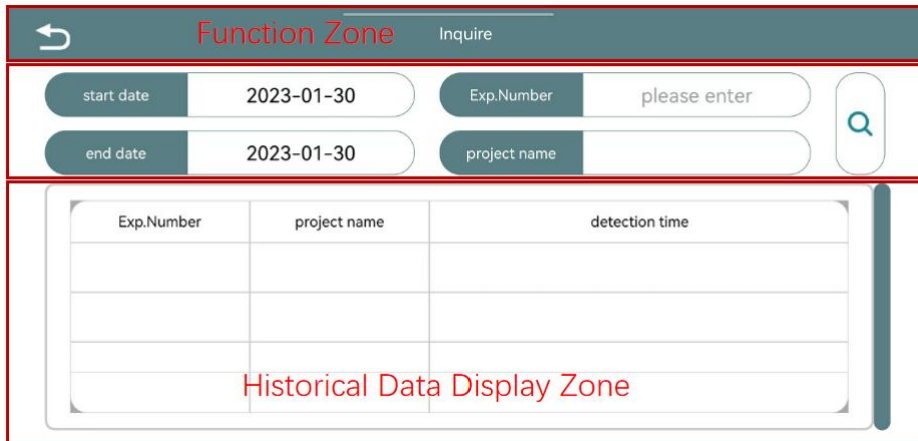 Function Zone Inquire
start date 2023-01-30 Exp.Number please enter
end date 2023-01-30 project name
Exp.Number project name detection time
Historical Data Display Zone